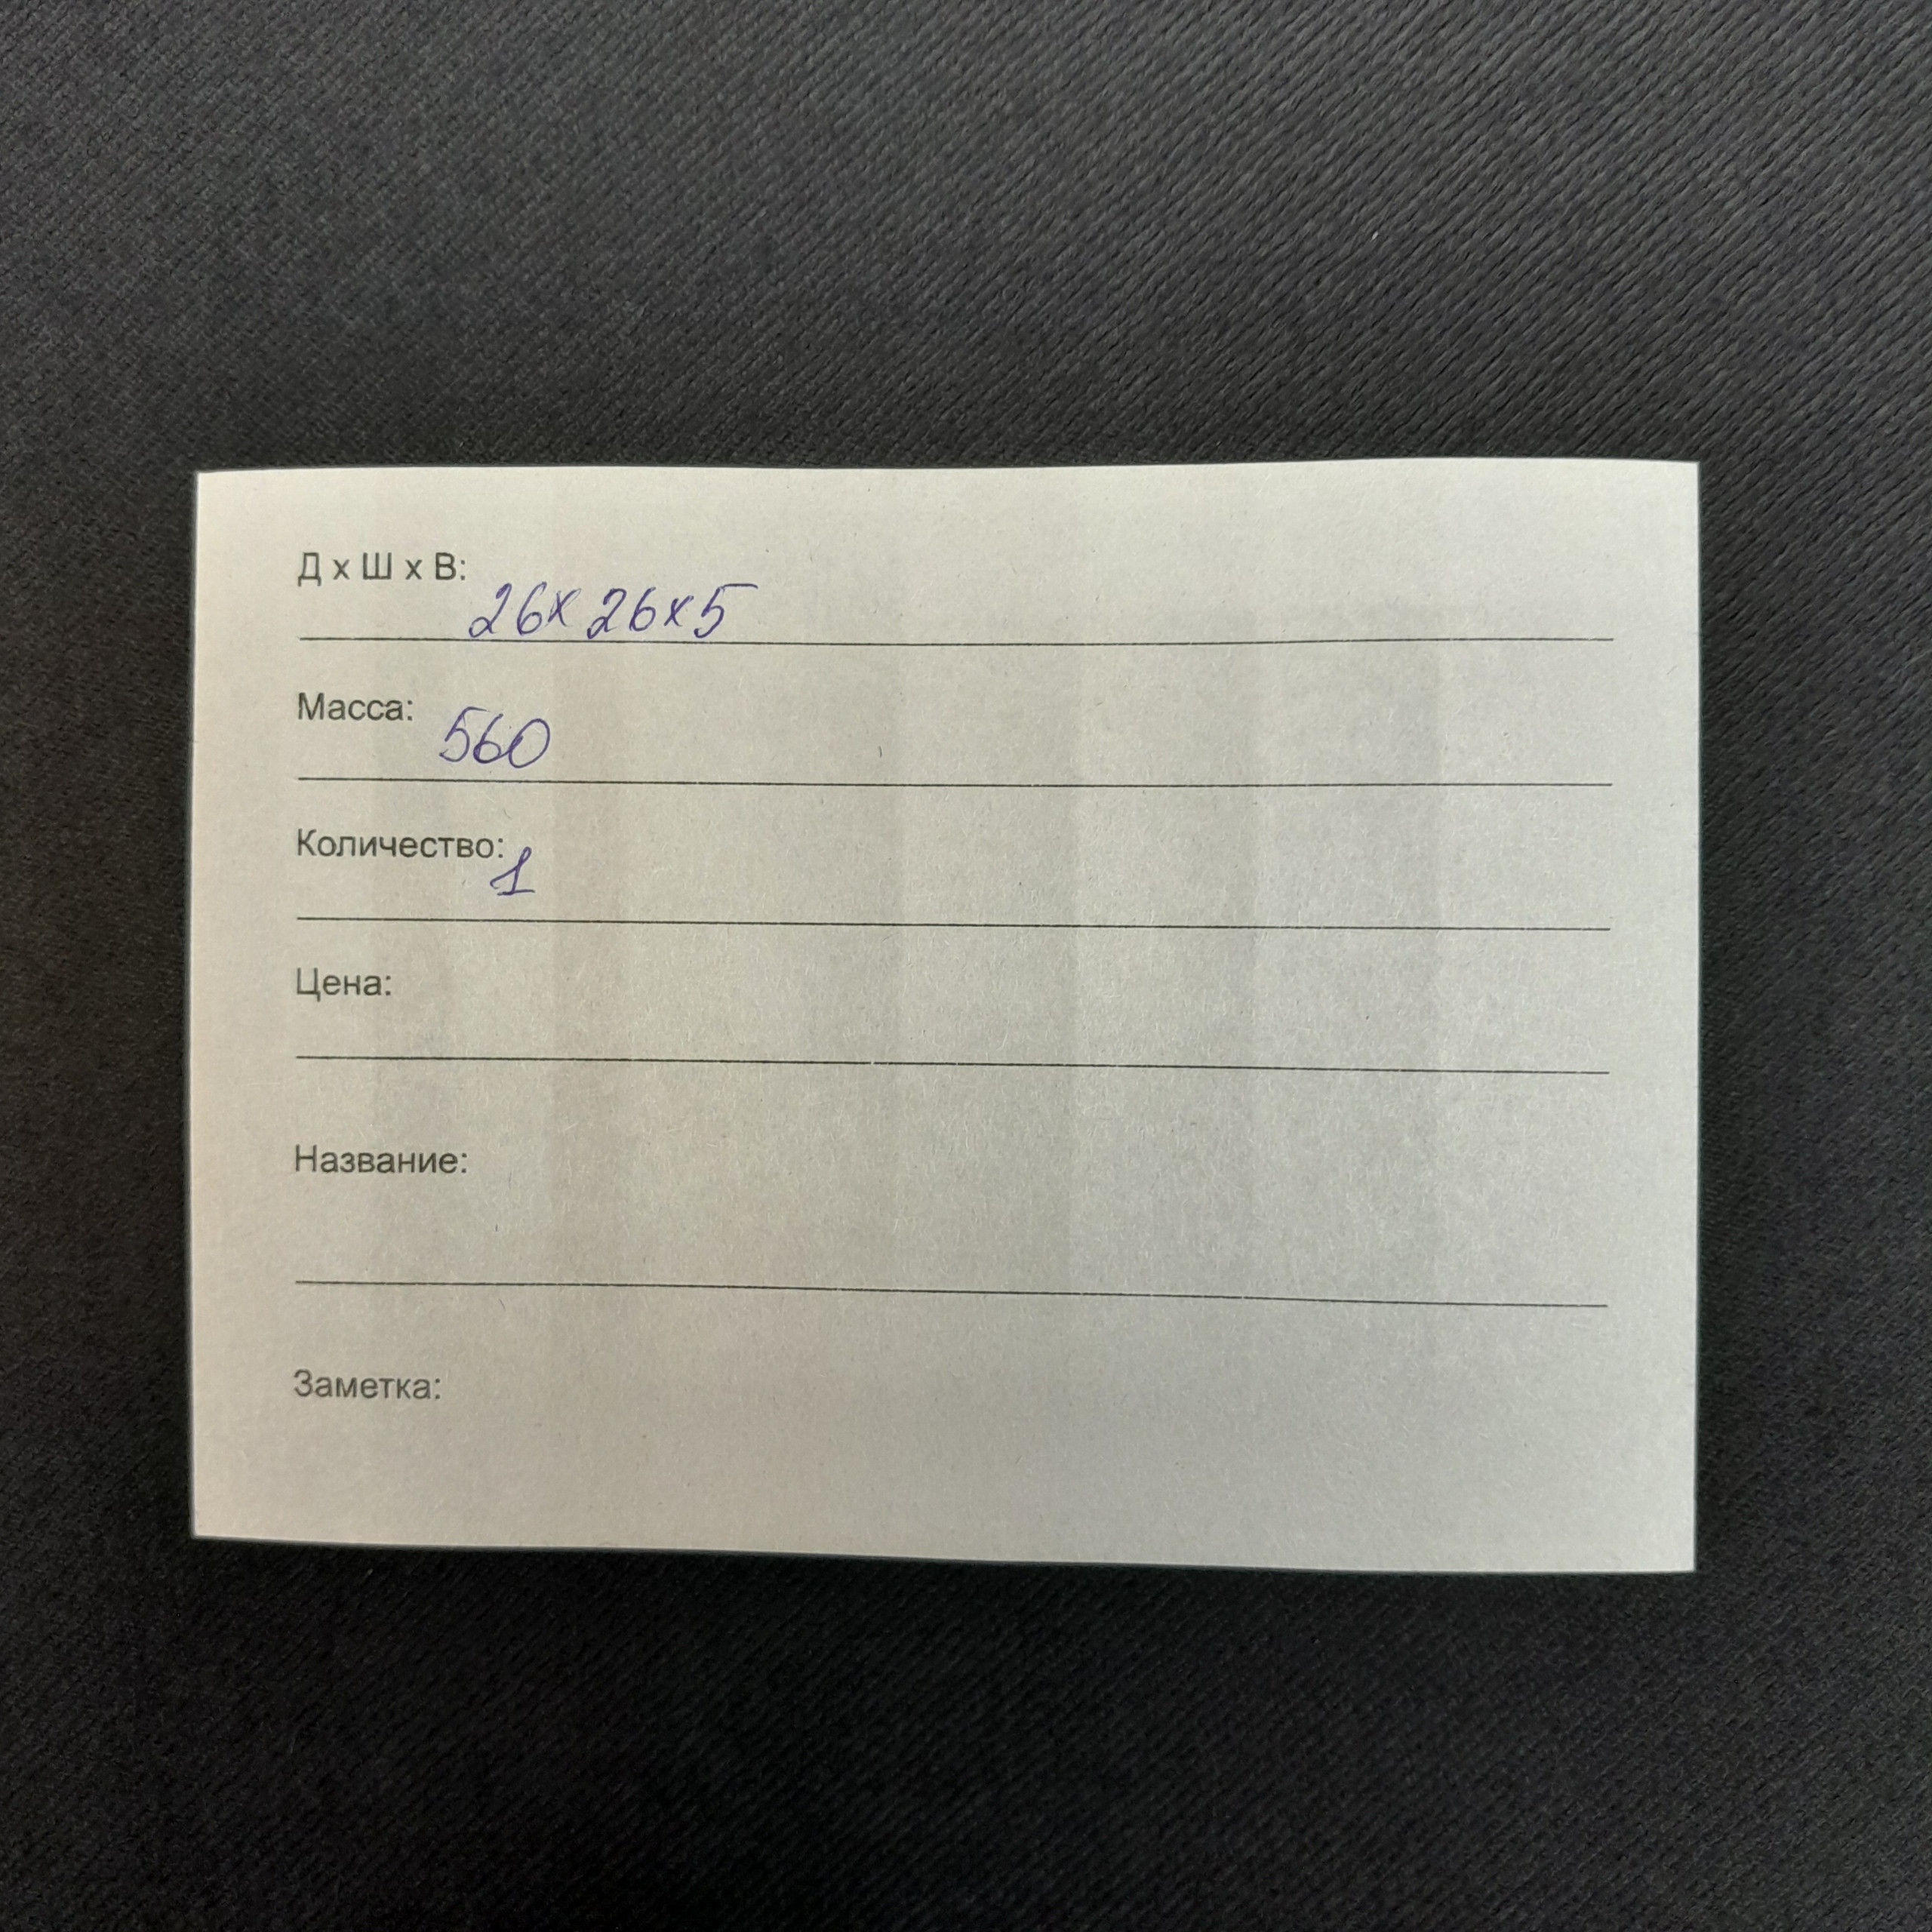 Д х Ш х В: 26х26х5
Масса: 560
Количество: 1
Цена:
Название:
Заметка: